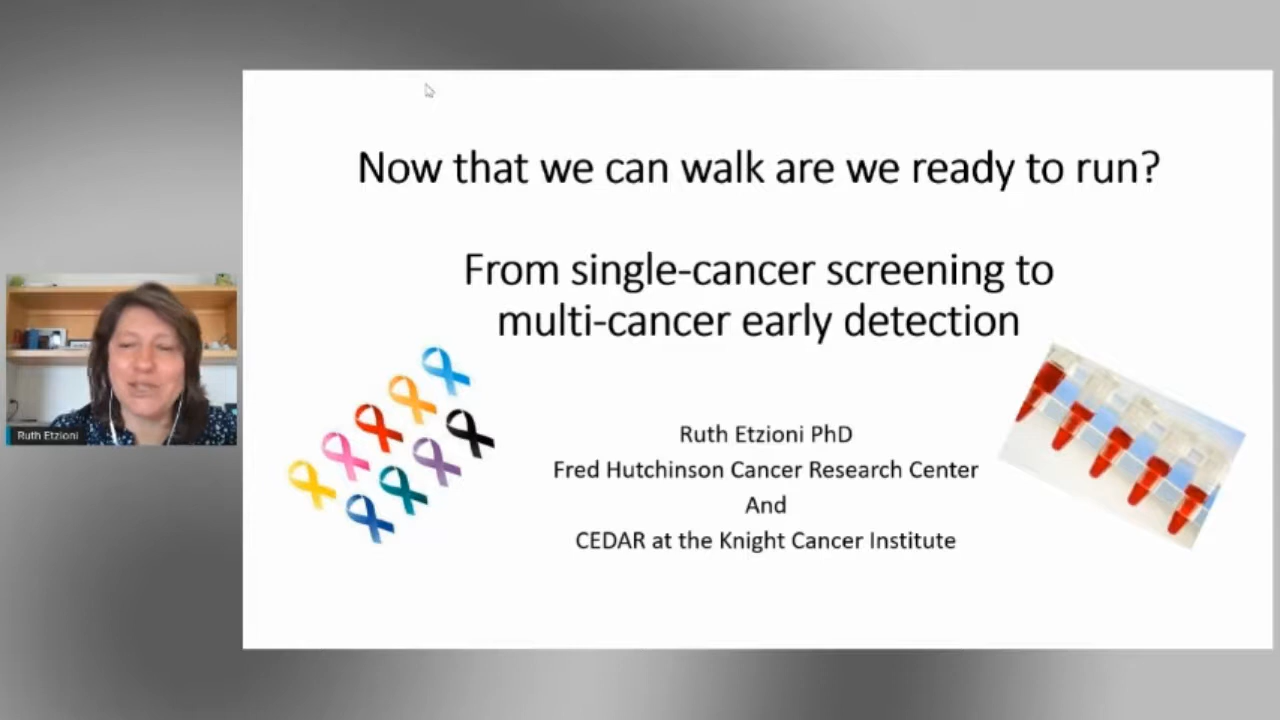 Now that we can walk are we ready to run?
From single-cancer screening to
multi-cancer early detection
Ruth Etzioni PhD
Fred Hutchinson Cancer Research Center
And
CEDAR at the Knight Cancer Institute
Ruth Etzioni